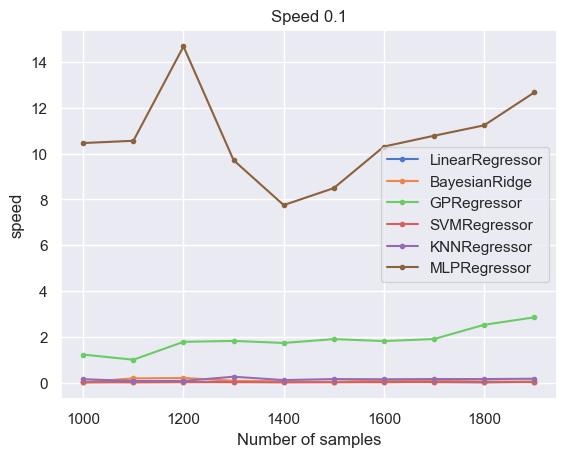 Speed 0.1
14
12
10
8
6
4
2
0
speed
LinearRegressor
BayesianRidge
GPRegressor
SVMRegressor
KNNRegressor
MLPRegressor
1000 1200 1400 1600 1800
Number of samples